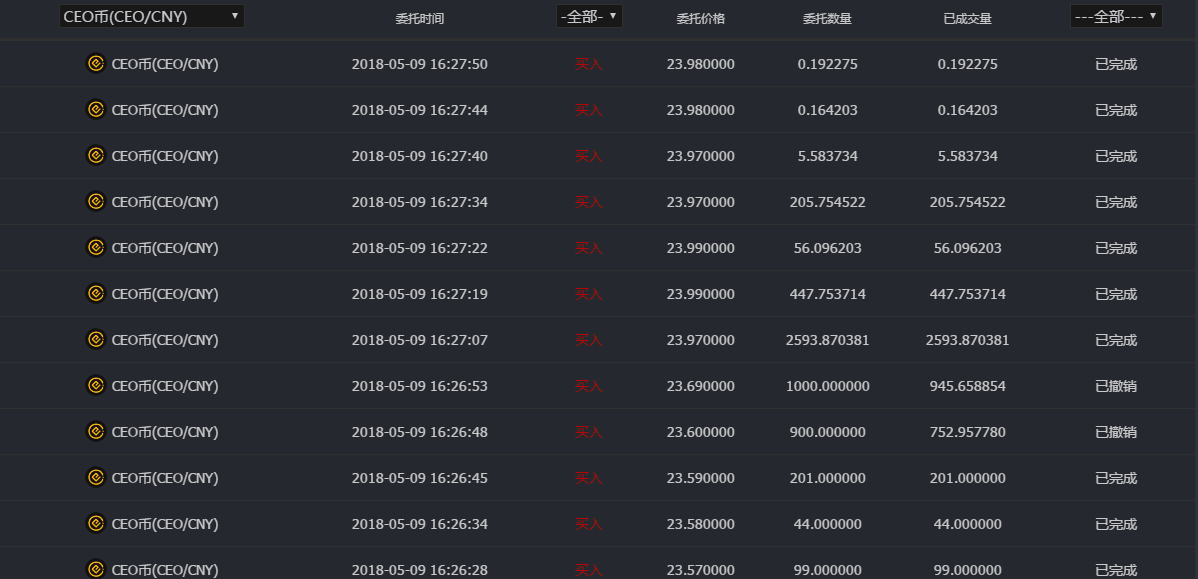 CEO币(CEO/CNY) 委托时间 -全部- 委托价格 委托数量 已成交量 ---全部---
CEO币(CEO/CNY) 2018-05-09 16:27:50 买入 23.980000 0.192275 0.192275 已完成
CEO币(CEO/CNY) 2018-05-09 16:27:44 买入 23.980000 0.164203 0.164203 已完成
CEO币(CEO/CNY) 2018-05-09 16:27:40 买入 23.970000 5.583734 5.583734 已完成
CEO币(CEO/CNY) 2018-05-09 16:27:34 买入 23.970000 205.754522 205.754522 已完成
CEO币(CEO/CNY) 2018-05-09 16:27:22 买入 23.990000 56.096203 56.096203 已完成
CEO币(CEO/CNY) 2018-05-09 16:27:19 买入 23.990000 447.753714 447.753714 已完成
CEO币(CEO/CNY) 2018-05-09 16:27:07 买入 23.970000 2593.870381 2593.870381 已完成
CEO币(CEO/CNY) 2018-05-09 16:26:53 买入 23.690000 1000.000000 945.658854 已撤销
CEO币(CEO/CNY) 2018-05-09 16:26:48 买入 23.600000 900.000000 752.957780 已撤销
CEO币(CEO/CNY) 2018-05-09 16:26:45 买入 23.590000 201.000000 201.000000 已完成
CEO币(CEO/CNY) 2018-05-09 16:26:34 买入 23.580000 44.000000 44.000000 已完成
CEO币(CEO/CNY) 2018-05-09 16:26:28 买入 23.570000 99.000000 99.000000 已完成